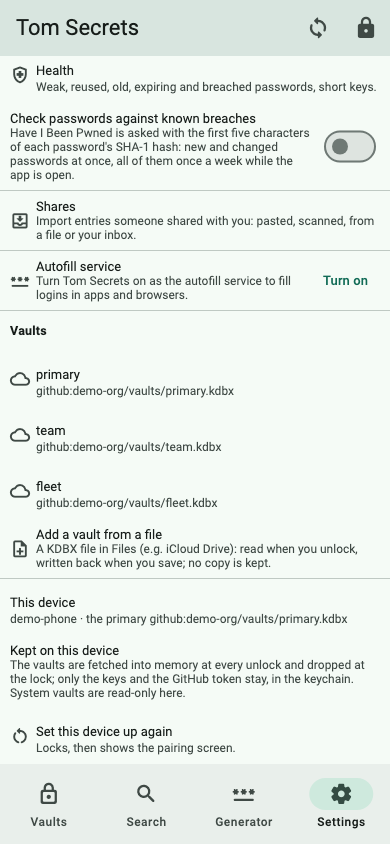 Tom Secrets
Health
Weak, reused, old, expiring and breached passwords, short keys.
Check passwords against known breaches
Have I Been Pwned is asked with the first five characters
of each password's SHA-1 hash: new and changed
passwords at once, all of them once a week while the
app is open.
Shares
Import entries someone shared with you: pasted, scanned, from
a file or your inbox.
Autofill service
Turn Tom Secrets on as the autofill service to fill
logins in apps and browsers.
Turn on
Vaults
primary
github:demo-org/vaults/primary.kdbx
team
github:demo-org/vaults/team.kdbx
fleet
github:demo-org/vaults/fleet.kdbx
Add a vault from a file
A KDBX file in Files (e.g. iCloud Drive): read when you unlock,
written back when you save; no copy is kept.
This device
demo-phone · the primary github:demo-org/vaults/primary.kdbx
Kept on this device
The vaults are fetched into memory at every unlock and dropped at
the lock; only the keys and the GitHub token stay, in the keychain.
System vaults are read-only here.
Set this device up again
Locks, then shows the pairing screen.
Vaults
Search
Generator
Settings